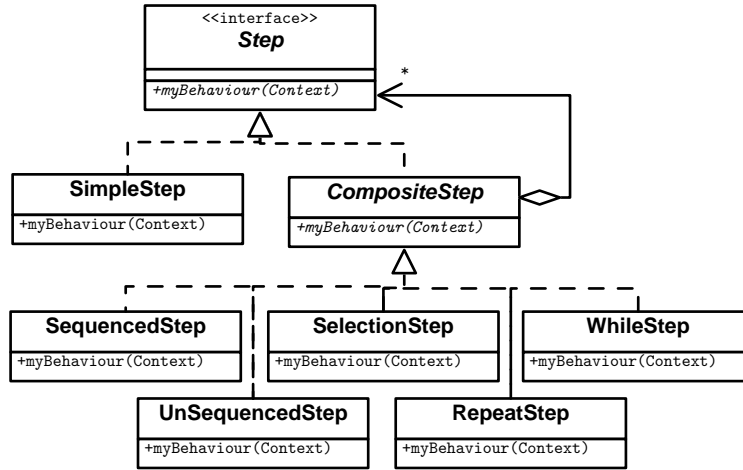 <<interface>>
Step
+myBehaviour(Context)
*
SimpleStep
+myBehaviour(Context)
CompositeStep
+myBehaviour(Context)
SequencedStep
+myBehaviour(Context)
SelectionStep
+myBehaviour(Context)
WhileStep
+myBehaviour(Context)
UnSequencedStep
+myBehaviour(Context)
RepeatStep
+myBehaviour(Context)